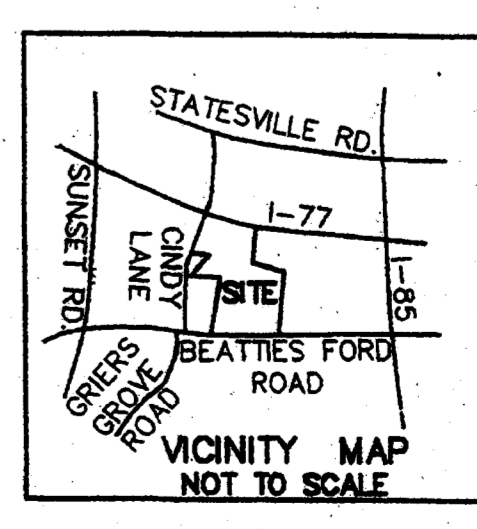 STATESVILLE RD.
SUNSET RD.
I-77
CINDY
LANE
SITE
I-85
BEATTIES FORD
ROAD
GRIERS
GROVE
ROAD
VICINITY MAP
NOT TO SCALE